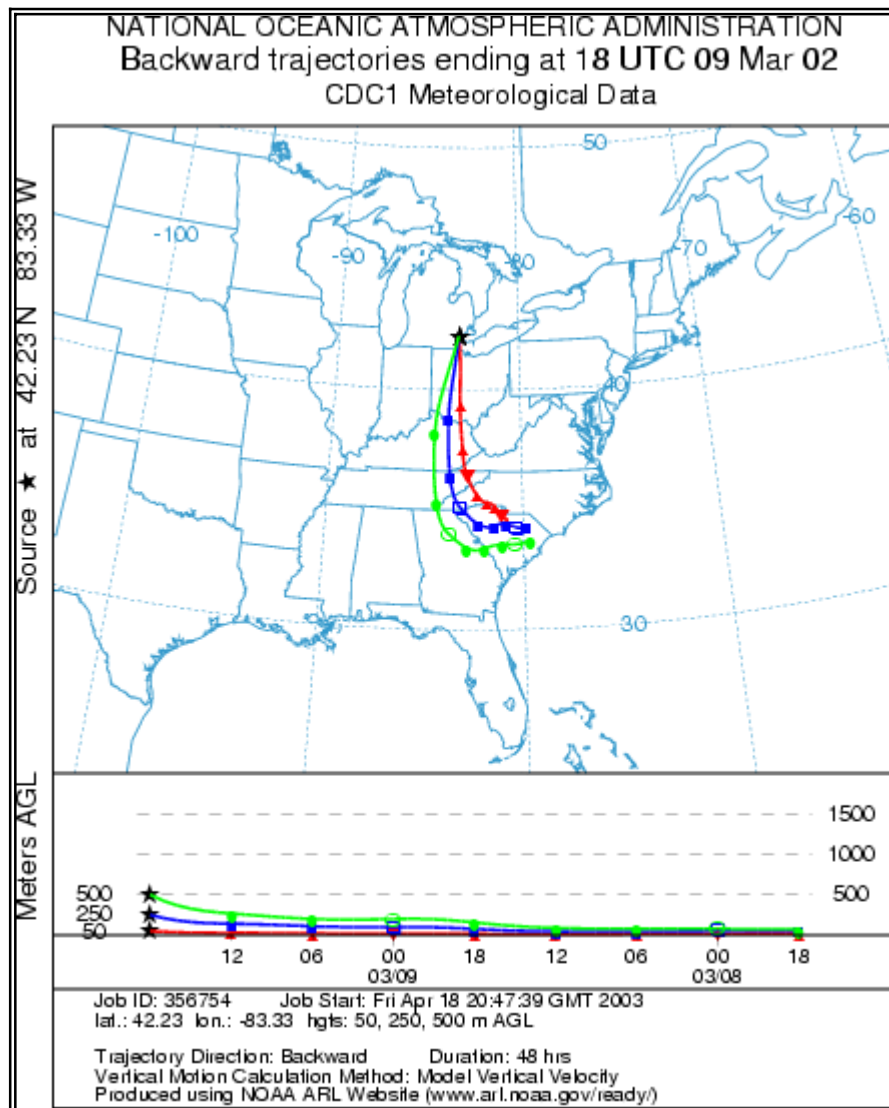 NATIONAL OCEANIC ATMOSPHERIC ADMINISTRATION
Backward trajectories ending at 18 UTC 09 Mar 02
CDC1 Meteorological Data
Source ★ at 42.23 N 83.33 W
50
-60
-100
-70
-90
-80
40
30
Meters AGL
1500
1000
500 500
250
50
12 06 00 18 12 06 00 18
03/09 03/08
Job ID: 356754 Job Start: Fri Apr 18 20:47:39 GMT 2003
lat.: 42.23 lon.: -83.33 hgts: 50, 250, 500 m AGL
Trajectory Direction: Backward Duration: 48 hrs
Vertical Motion Calculation Method: Model Vertical Velocity
Produced using NOAA ARL Website (www.arl.noaa.gov/ready/)